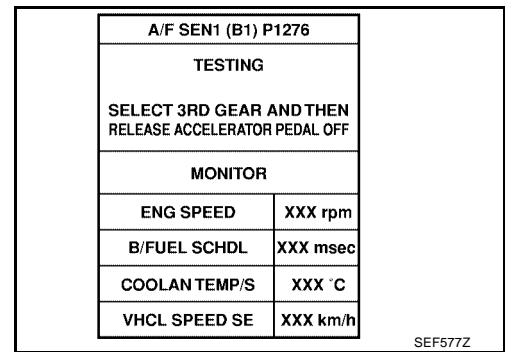 A/F SEN1 (B1) P1276
TESTING
SELECT 3RD GEAR AND THEN
RELEASE ACCELERATOR PEDAL OFF
MONITOR
ENG SPEED XXX rpm
B/FUEL SCHDL XXX msec
COOLAN TEMP/S XXX °C
VHCL SPEED SE XXX km/h
SEF577Z